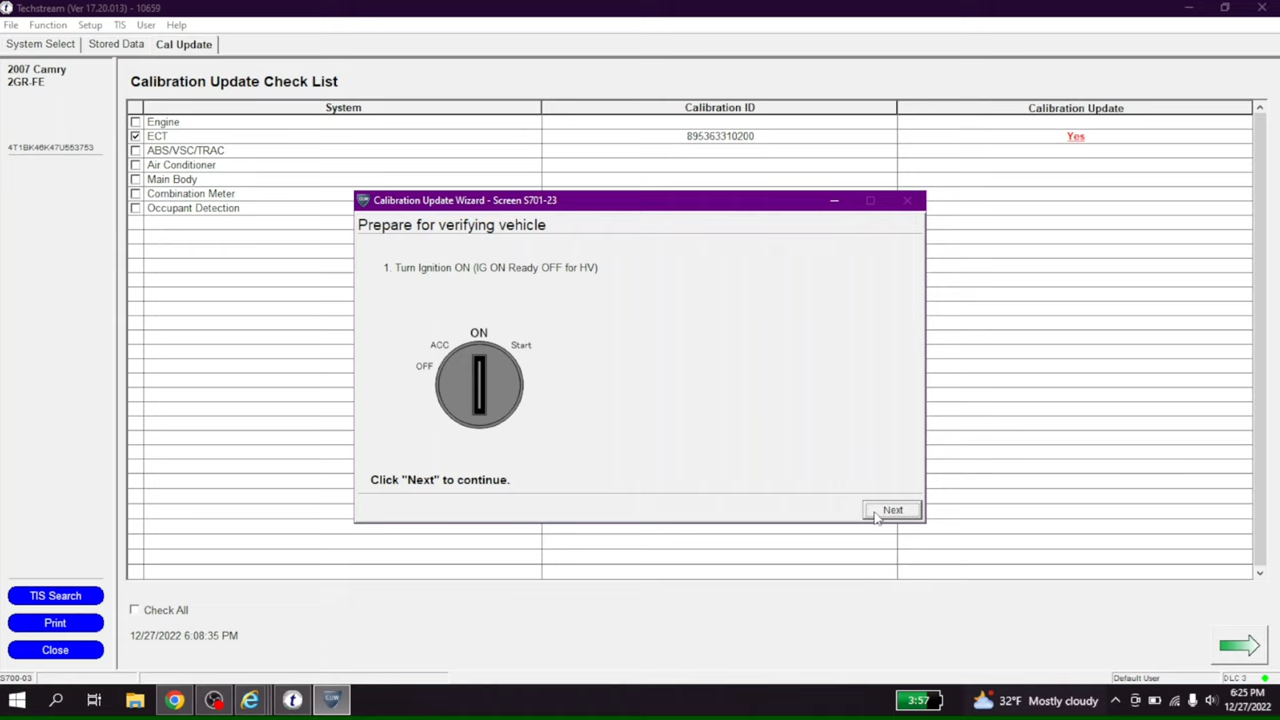 Techstream (Ver 17.20.013) - 10659
File Function Setup TIS User Help
System Select Stored Data Cal Update
2007 Camry
2GR-FE
4T1BK46K47U553753
Calibration Update Check List
System Calibration ID Calibration Update
Engine
ECT 895363310200 Yes
ABS/VSC/TRAC
Air Conditioner
Main Body
Combination Meter
Occupant Detection
CUW Calibration Update Wizard - Screen S701-23
Prepare for verifying vehicle
1. Turn Ignition ON (IG ON Ready OFF for HV)
ON
ACC Start
OFF
Click "Next" to continue.
Next
TIS Search
Print
Close
Check All
12/27/2022 6:08:35 PM
S700-03 Default User DLC 3
CUW 3:57 32°F Mostly cloudy 6:25 PM
12/27/2022